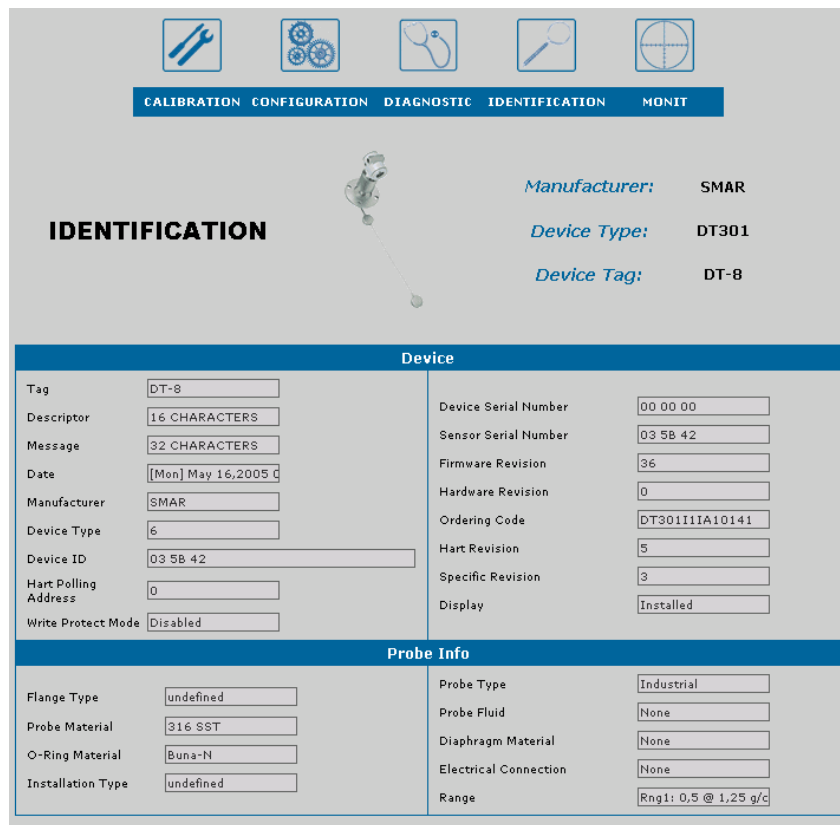 CALIBRATION CONFIGURATION DIAGNOSTIC IDENTIFICATION MONIT
IDENTIFICATION
Manufacturer: SMAR
Device Type: DT301
Device Tag: DT-8
Device
Tag DT-8
Descriptor 16 CHARACTERS
Message 32 CHARACTERS
Date [Mon] May 16,2005 0
Manufacturer SMAR
Device Type 6
Device ID 03 5B 42
Hart Polling
Address 0
Write Protect Mode Disabled
Device Serial Number 00 00 00
Sensor Serial Number 03 5B 42
Firmware Revision 36
Hardware Revision 0
Ordering Code DT301I1IA10141
Hart Revision 5
Specific Revision 3
Display Installed
Probe Info
Flange Type undefined
Probe Material 316 SST
O-Ring Material Buna-N
Installation Type undefined
Probe Type Industrial
Probe Fluid None
Diaphragm Material None
Electrical Connection None
Range Rng1: 0,5 @ 1,25 g/c